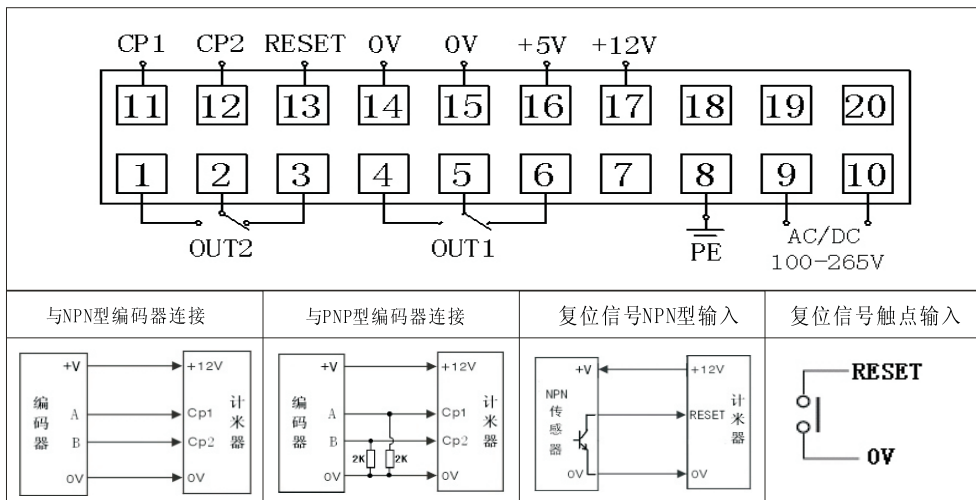 CP1 CP2 RESET 0V 0V +5V +12V
11 12 13 14 15 16 17 18 19 20
1 2 3 4 5 6 7 8 9 10
OUT2 OUT1 PE AC/DC
100-265V
与NPN型编码器连接
与PNP型编码器连接
复位信号NPN型输入
复位信号触点输入
编码器
+V
A
B
0V
+12V
Cp1
Cp2
0V
计米器
编码器
+V
A
B
0V
2K
2K
+12V
Cp1
Cp2
0V
计米器
NPN
传感器
+V
0V
+12V
RESET
0V
计米器
RESET
0V